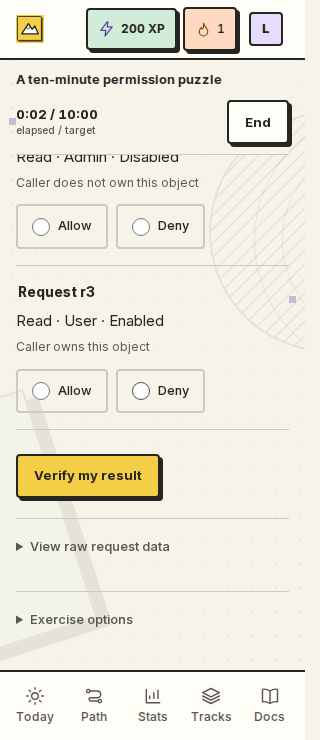 200 XP
1
L
A ten-minute permission puzzle
0:02 / 10:00
elapsed / target
End
Read · Admin · Disabled
Caller does not own this object
Allow
Deny
Request r3
Read · User · Enabled
Caller owns this object
Allow
Deny
Verify my result
View raw request data
Exercise options
Today
Path
Stats
Tracks
Docs